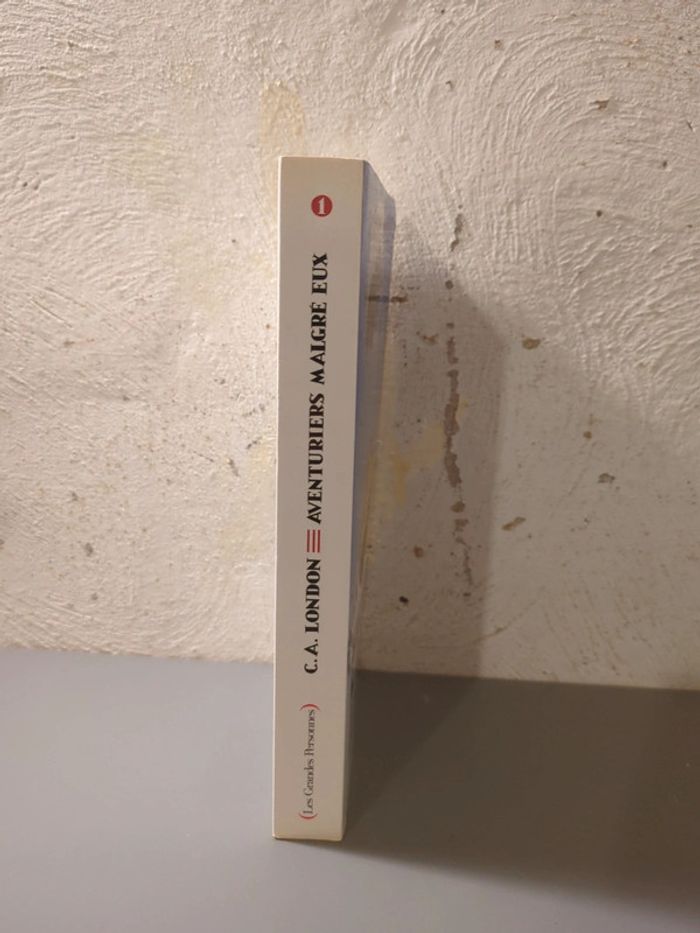 (Les Grandes Personnes)
C.A. LONDON AVENTURIERS MALGRÉ EUX
1